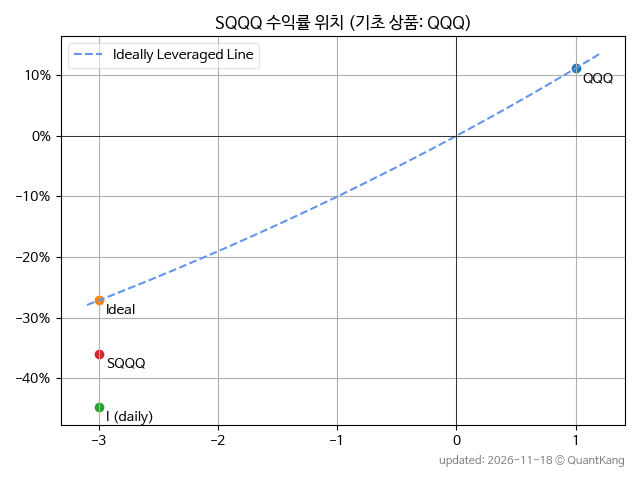 SQQQ 수익률 위치 (기초 상품: QQQ)
Ideally Leveraged Line
10%
0%
-10%
-20%
-30%
-40%
QQQ
Ideal
SQQQ
I (daily)
-3
-2
-1
0
1
updated: 2026-11-18 © QuantKang